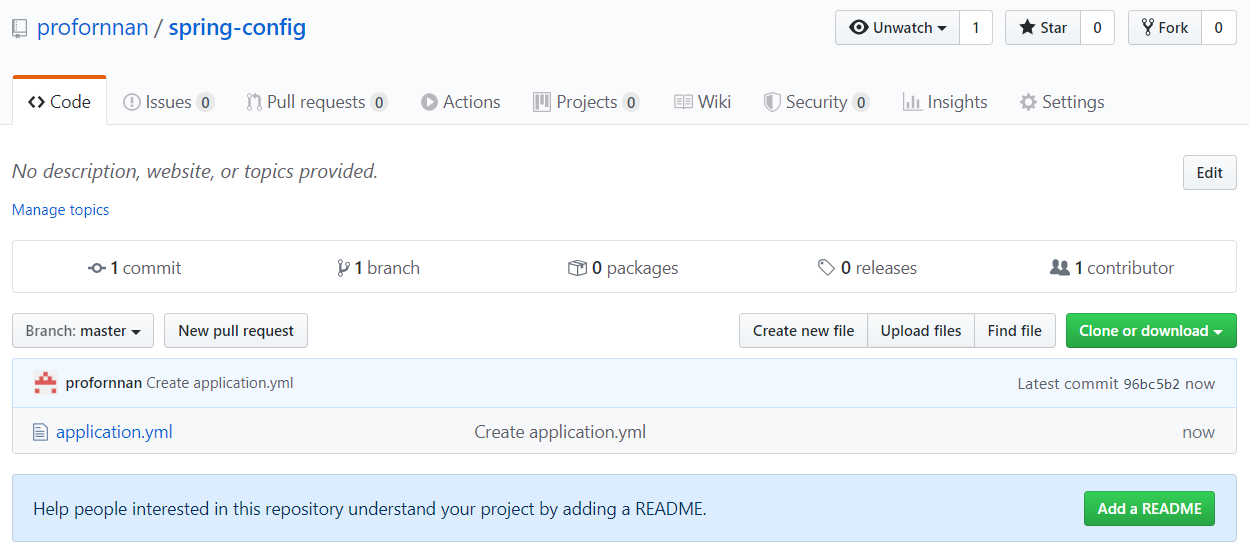 profornnan / spring-config Unwatch 1 Star 0 Fork 0
Code Issues 0 Pull requests 0 Actions Projects 0 Wiki Security 0 Insights Settings
No description, website, or topics provided. Edit
Manage topics
1 commit 1 branch 0 packages 0 releases 1 contributor
Branch: master New pull request Create new file Upload files Find file Clone or download
profornnan Create application.yml Latest commit 96bc5b2 now
application.yml Create application.yml now
Help people interested in this repository understand your project by adding a README. Add a README